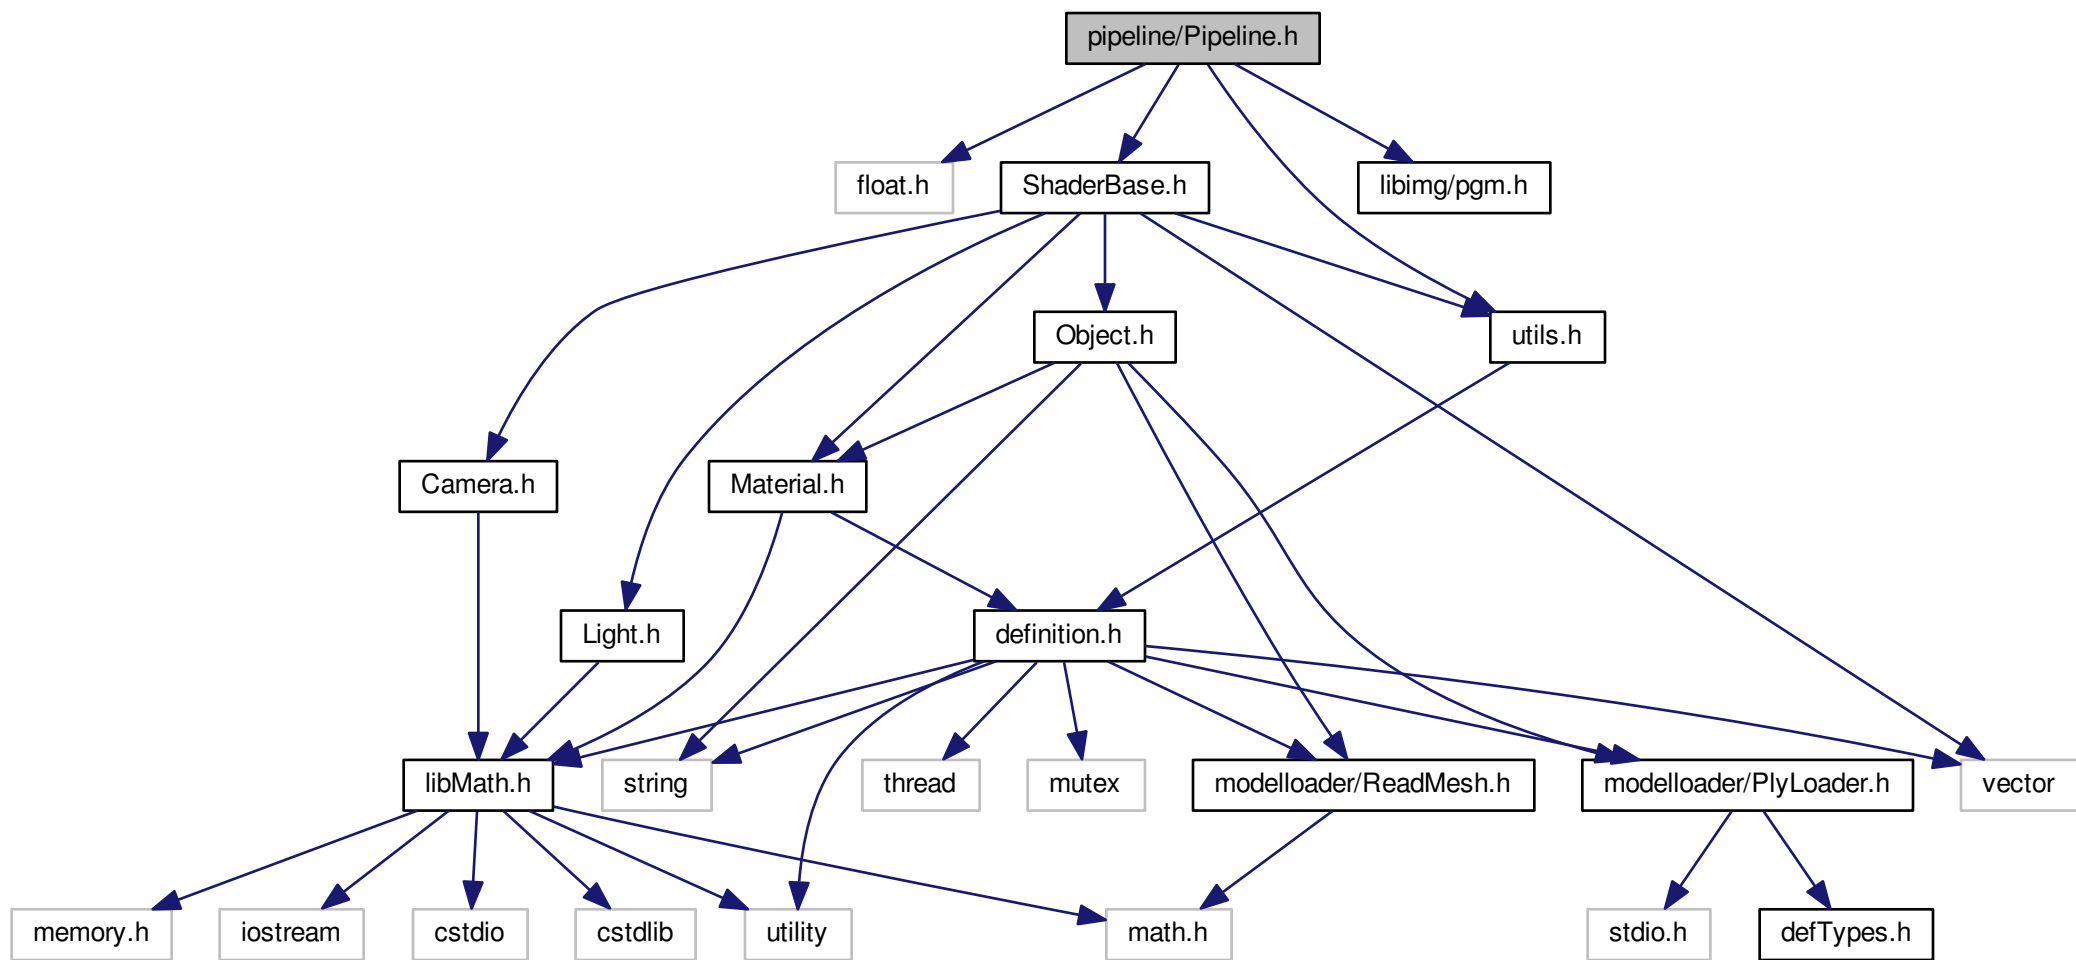 pipeline/Pipeline.h
float.h
ShaderBase.h
libimg/pgm.h
Object.h
utils.h
Camera.h
Material.h
Light.h
definition.h
libMath.h
string
thread
mutex
modelloader/ReadMesh.h
modelloader/PlyLoader.h
vector
memory.h
iostream
cstdio
cstdlib
utility
math.h
stdio.h
defTypes.h